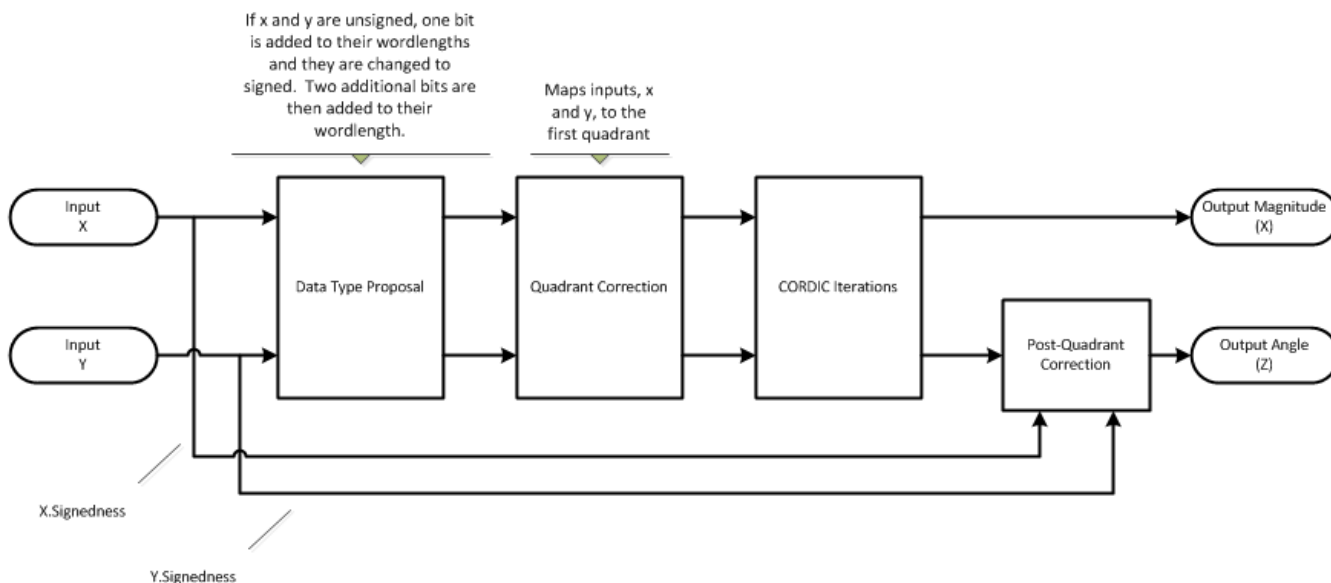 If x and y are unsigned, one bit
is added to their wordlengths
and they are changed to
signed.  Two additional bits are
then added to their
wordlength.
Maps inputs, x
and y, to the
first quadrant
Input
X
Data Type Proposal
Quadrant Correction
CORDIC Iterations
Output Magnitude
(X)
Input
Y
Post-Quadrant
Correction
Output Angle
(Z)
X.Signedness
Y.Signedness